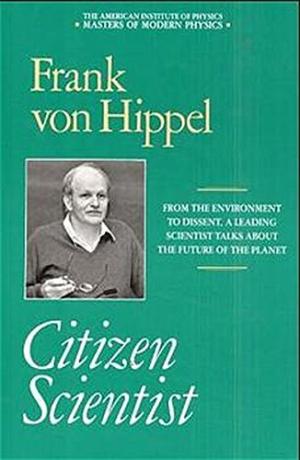 THE AMERICAN INSTITUTE OF PHYSICS
• MASTERS OF MODERN PHYSICS •
Frank
von Hippel
FROM THE ENVIRONMENT
TO DISSENT, A LEADING
SCIENTIST TALKS ABOUT
THE FUTURE OF THE PLANET
Citizen
Scientist